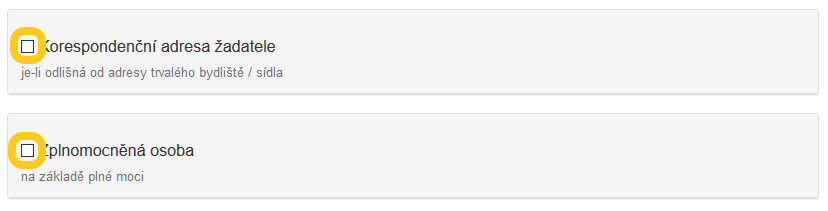 Korespondenční adresa žadatele
je-li odlišná od adresy trvalého bydliště / sídla
Zplnomocněná osoba
na základě plné moci